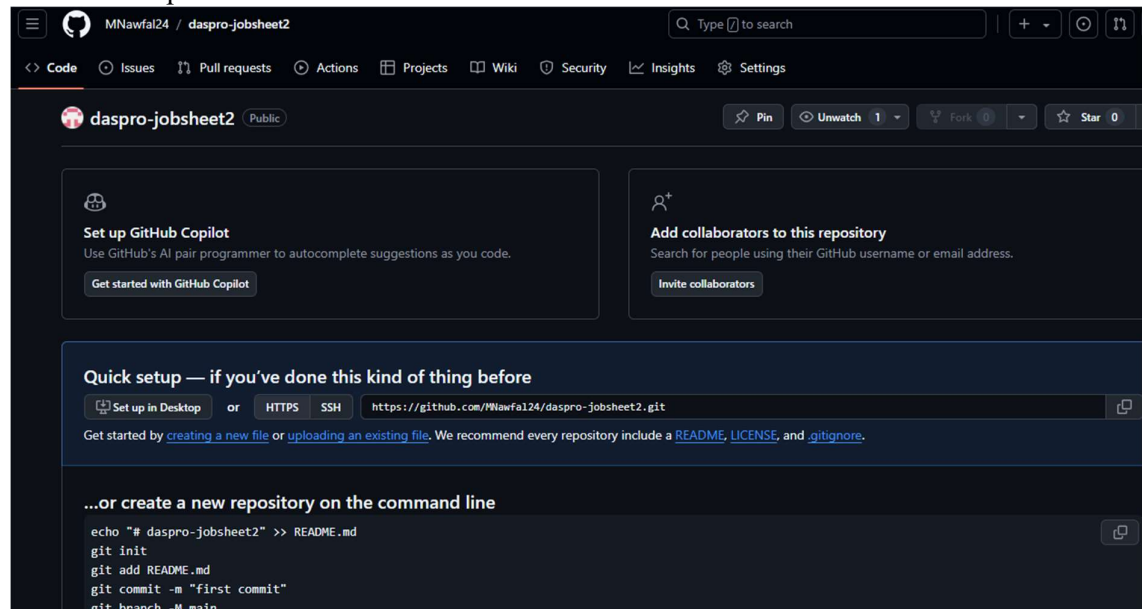 MNawfal24 / daspro-jobsheet2
Type / to search
<> Code Issues Pull requests Actions Projects Wiki Security Insights Settings
daspro-jobsheet2 Public
Pin Unwatch 1 Fork 0 Star 0
Set up GitHub Copilot
Use GitHub's AI pair programmer to autocomplete suggestions as you code.
Get started with GitHub Copilot
Add collaborators to this repository
Search for people using their GitHub username or email address.
Invite collaborators
Quick setup — if you've done this kind of thing before
Set up in Desktop or HTTPS SSH https://github.com/MNawfal24/daspro-jobsheet2.git
Get started by creating a new file or uploading an existing file. We recommend every repository include a README, LICENSE, and .gitignore.
...or create a new repository on the command line
echo "# daspro-jobsheet2" >> README.md
git init
git add README.md
git commit -m "first commit"
git branch -M main